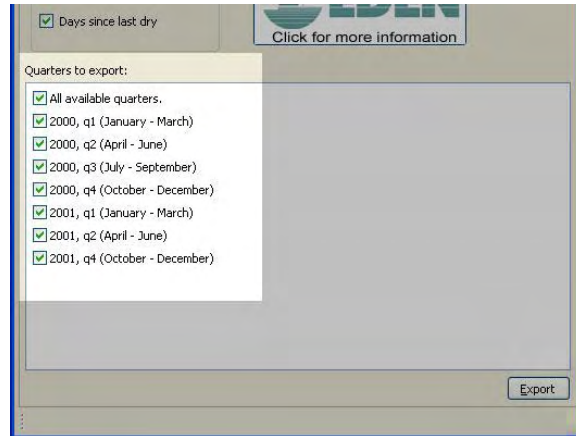 Days since last dry
EDEN
Click for more information
Quarters to export:
All available quarters.
2000, q1 (January - March)
2000, q2 (April - June)
2000, q3 (July - September)
2000, q4 (October - December)
2001, q1 (January - March)
2001, q2 (April - June)
2001, q4 (October - December)
Export